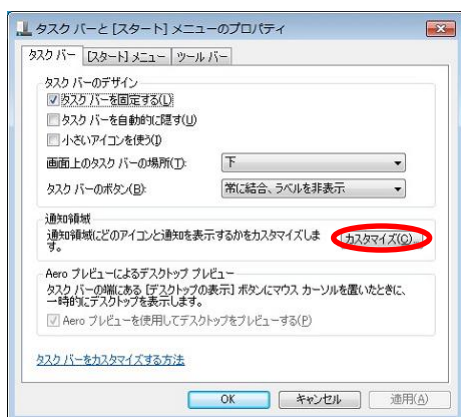 タスク バーと [スタート] メニューのプロパティ
タスク バー [スタート] メニュー ツール バー
タスク バーのデザイン
タスク バーを固定する(L)
タスク バーを自動的に隠す(U)
小さいアイコンを使う(I)
画面上のタスク バーの場所(T): 下
タスク バーのボタン(B): 常に結合、ラベルを非表示
通知領域
通知領域にどのアイコンと通知を表示するかをカスタマイズしま
す。
カスタマイズ(C)...
Aero プレビューによるデスクトップ プレビュー
タスク バーの端にある [デスクトップの表示] ボタンにマウス カーソルを置いたときに、
一時的にデスクトップを表示します。
Aero プレビューを使用してデスクトップをプレビューする(P)
タスク バーをカスタマイズする方法
OK キャンセル 適用(A)